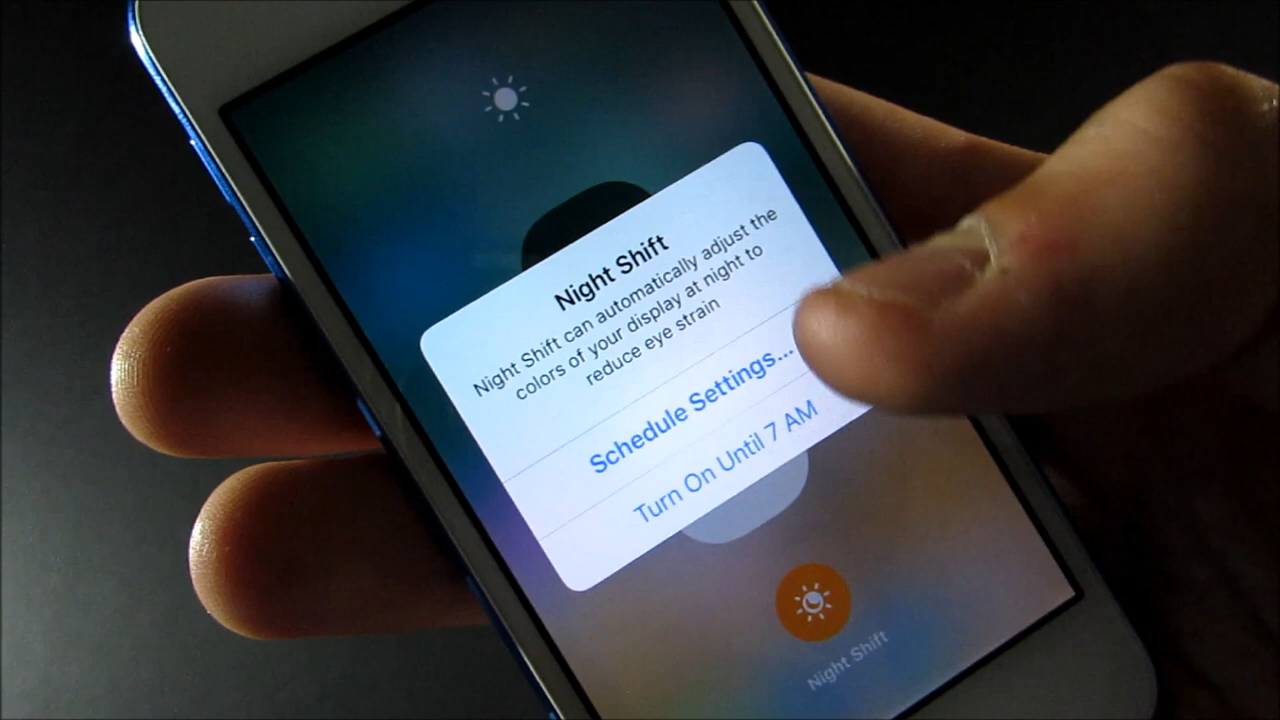 Night Shift
Night Shift can automatically adjust the
colors of your display at night to
reduce eye strain
Schedule Settings...
Turn On Until 7 AM
Night Shift